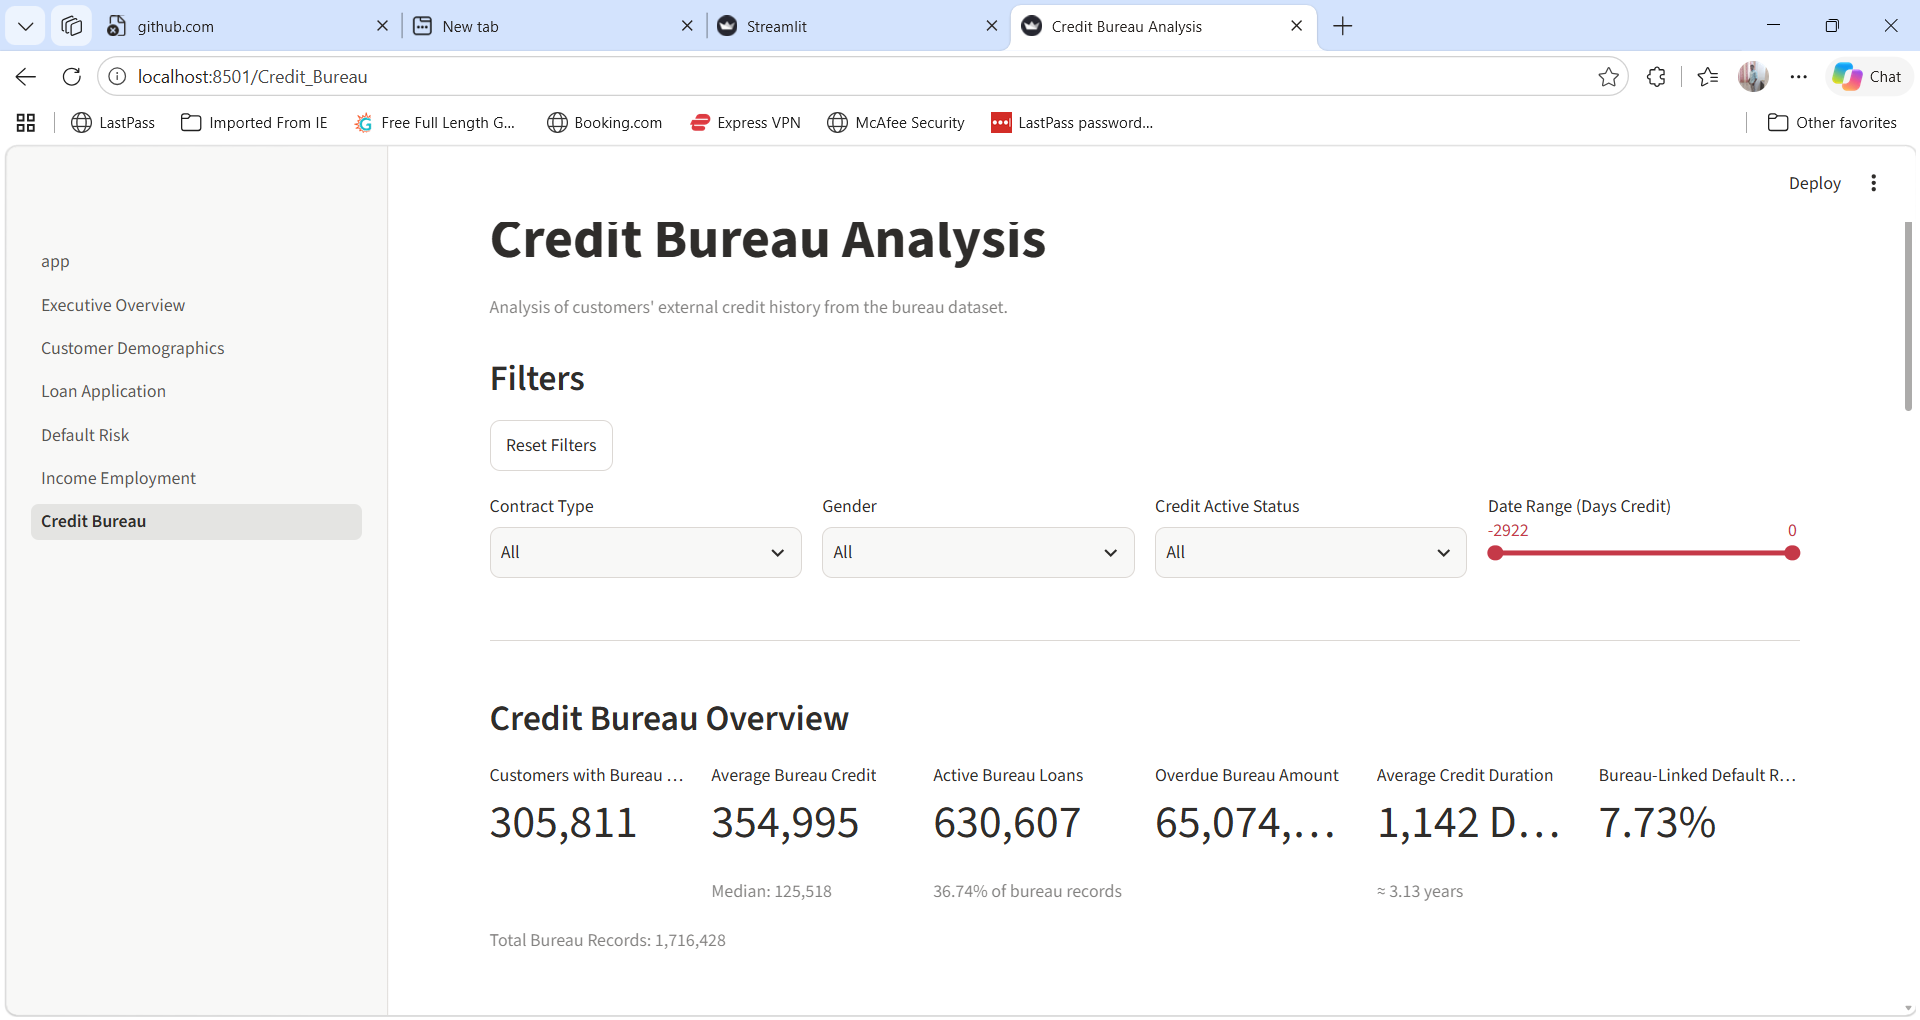 github.com
New tab
Streamlit
Credit Bureau Analysis
localhost:8501/Credit_Bureau
Chat
LastPass
Imported From IE
Free Full Length G...
Booking.com
Express VPN
McAfee Security
LastPass password...
Other favorites
Deploy
app
Executive Overview
Customer Demographics
Loan Application
Default Risk
Income Employment
Credit Bureau
Credit Bureau Analysis
Analysis of customers' external credit history from the bureau dataset.
Filters
Reset Filters
Contract Type
All
Gender
All
Credit Active Status
All
Date Range (Days Credit)
-2922 0
Credit Bureau Overview
Customers with Bureau ...
305,811
Average Bureau Credit
354,995
Median: 125,518
Active Bureau Loans
630,607
36.74% of bureau records
Overdue Bureau Amount
65,074,...
Average Credit Duration
1,142 D...
≈ 3.13 years
Bureau-Linked Default R...
7.73%
Total Bureau Records: 1,716,428